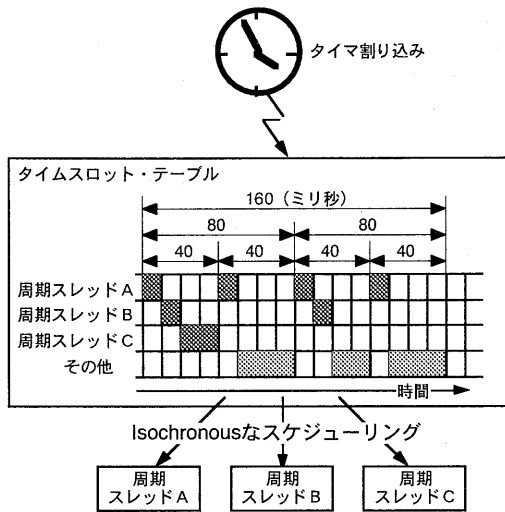 タイマ割り込み
タイムスロット・テーブル
160(ミリ秒)
80 80
40 40 40 40
周期スレッドA
周期スレッドB
周期スレッドC
その他
時間
Isochronousなスケジューリング
周期
スレッドA
周期
スレッドB
周期
スレッドC